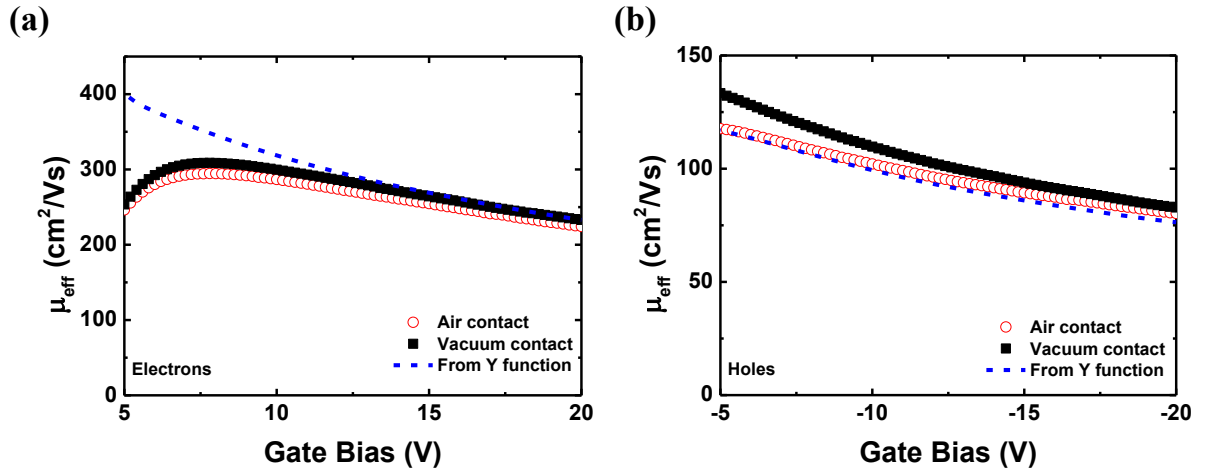 (a)
400
300
200
100
0
5
10
15
20
μeff (cm²/Vs)
Gate Bias (V)
Air contact
Vacuum contact
From Y function
Electrons
(b)
150
100
50
0
-5
-10
-15
-20
μeff (cm²/Vs)
Gate Bias (V)
Air contact
Vacuum contact
From Y function
Holes